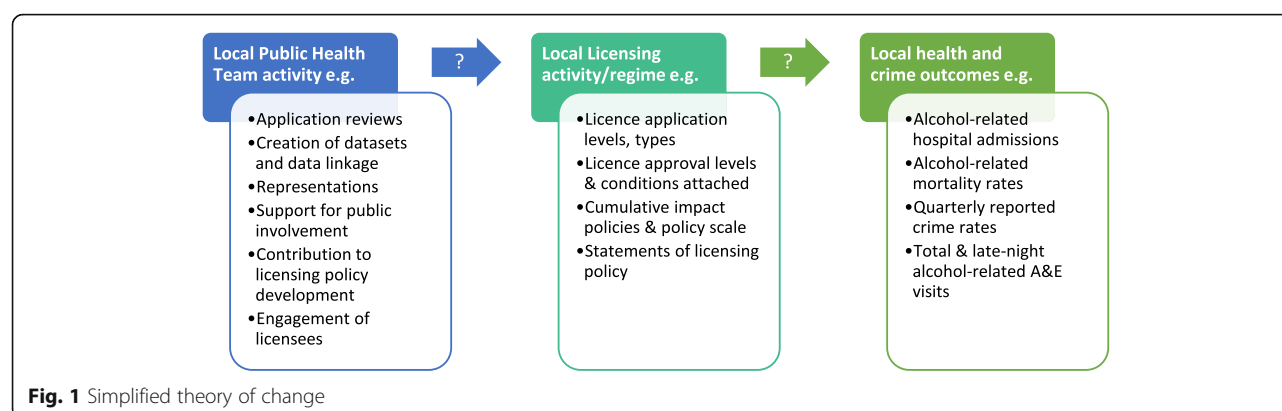 Local Public Health
Team activity e.g.
?
Local Licensing
activity/regime e.g.
?
Local health and
crime outcomes e.g.
•Application reviews
•Creation of datasets
and data linkage
•Representations
•Support for public
involvement
•Contribution to
licensing policy
development
•Engagement of
licensees
•Licence application
levels, types
•Licence approval levels
& conditions attached
•Cumulative impact
policies & policy scale
•Statements of licensing
policy
•Alcohol-related
hospital admissions
•Alcohol-related
mortality rates
•Quarterly reported
crime rates
•Total & late-night
alcohol-related A&E
visits
Fig. 1 Simplified theory of change